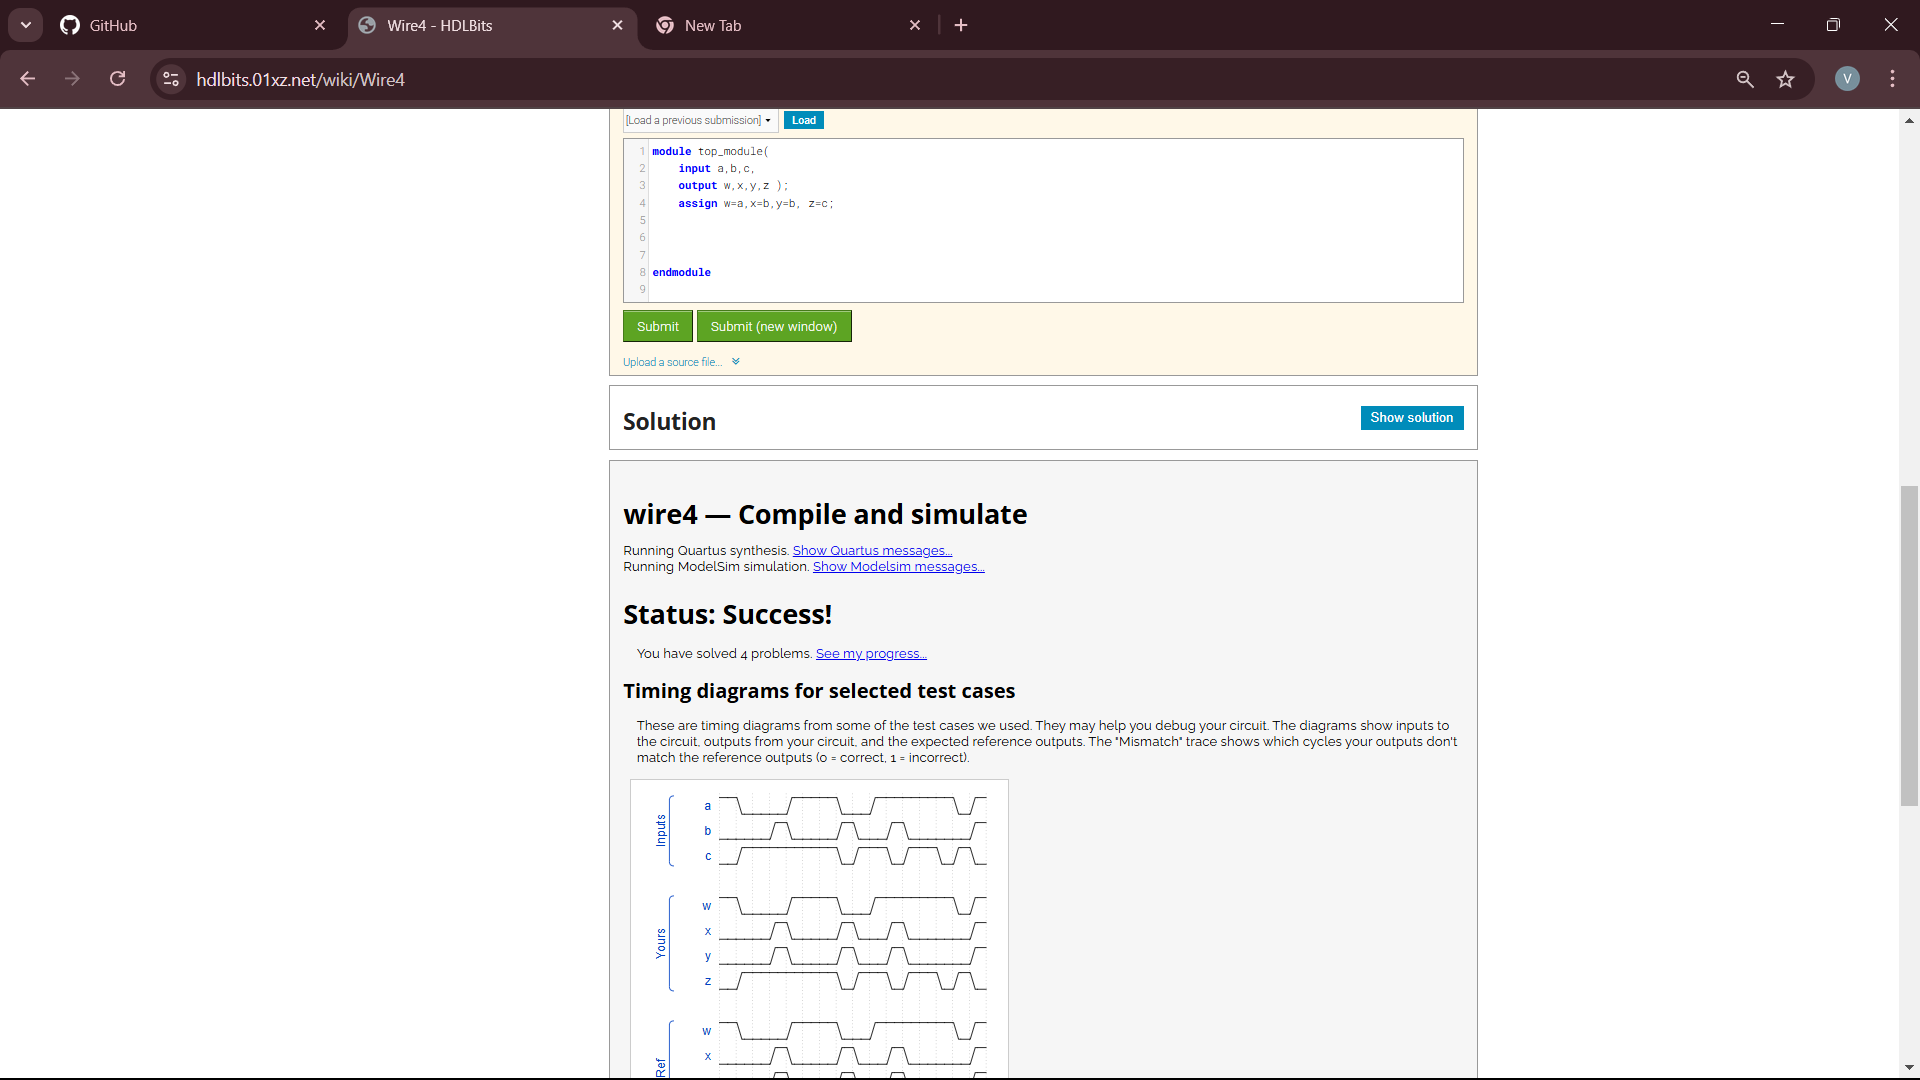 GitHub
Wire4 - HDLBits
New Tab
hdlbits.01xz.net/wiki/Wire4
V
[Load a previous submission]
Load
1 module top_module(
2 input a,b,c,
3 output w,x,y,z );
4 assign w=a,x=b,y=b, z=c;
5
6
7
8 endmodule
9
Submit
Submit (new window)
Upload a source file...
Solution
Show solution
wire4 — Compile and simulate
Running Quartus synthesis. Show Quartus messages...
Running ModelSim simulation. Show Modelsim messages...
Status: Success!
You have solved 4 problems. See my progress...
Timing diagrams for selected test cases
These are timing diagrams from some of the test cases we used. They may help you debug your circuit. The diagrams show inputs to
the circuit, outputs from your circuit, and the expected reference outputs. The "Mismatch" trace shows which cycles your outputs don't
match the reference outputs (0 = correct, 1 = incorrect).
Inputs
a
b
c
Yours
w
x
y
z
Ref
w
x